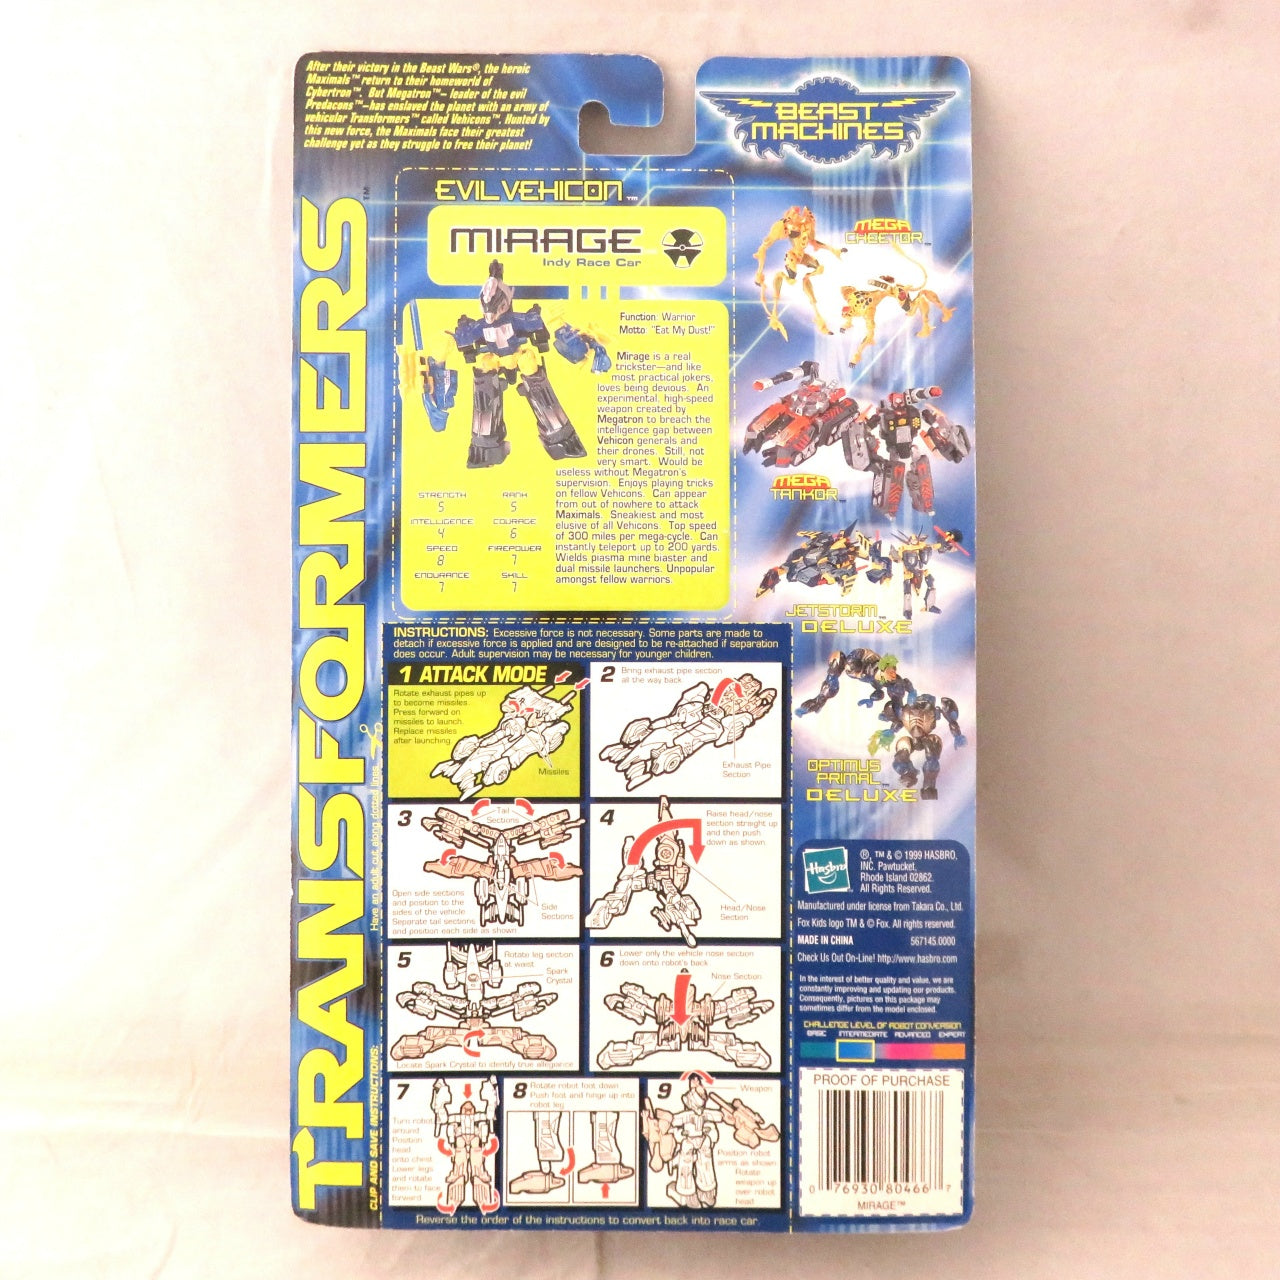 After their victory in the Beast Wars®, the heroic
Maximals™ return to their homeworld of
Cybertron™. But Megatron™– leader of the evil
Predacons™–has enslaved the planet with an army of
vehicular Transformers™ called Vehicons™. Hunted by
this new force, the Maximals face their greatest
challenge yet as they struggle to free their planet!
BEAST
MACHINES
TRANSFORMERS™
EVIL VEHICON™
MIRAGE
Indy Race Car
Function: Warrior
Motto: "Eat My Dust!"
Mirage is a real
trickster—and like
most practical jokers,
loves being devious. An
experimental, high-speed
weapon created by
Megatron to breach the
intelligence gap between
Vehicon generals and
their drones. Still, not
very smart. Would be
useless without Megatron's
supervision. Enjoys playing tricks
on fellow Vehicons. Can appear
from out of nowhere to attack
Maximals. Sneakiest and most
elusive of all Vehicons. Top speed
of 300 miles per mega-cycle. Can
instantly teleport up to 200 yards.
Wields plasma mine blaster and
dual missile launchers. Unpopular
amongst fellow warriors.
STRENGTH RANK
5 5
INTELLIGENCE COURAGE
4 6
SPEED FIREPOWER
8 7
ENDURANCE SKILL
7 7
MEGA
CHEETOR™
MEGA
TANKOR™
JETSTORM™
DELUXE
OPTIMUS
PRIMAL™
DELUXE
INSTRUCTIONS: Excessive force is not necessary. Some parts are made to
detach if excessive force is applied and are designed to be re-attached if separation
does occur. Adult supervision may be necessary for younger children.
1 ATTACK MODE
Rotate exhaust pipes up
to become missiles.
Press forward on
missiles to launch.
Replace missiles
after launching.
Missiles
2 Bring exhaust pipe section
all the way back.
Exhaust Pipe
Section
3
Tail
Sections
Open side sections
and position to the
sides of the vehicle.
Separate tail sections
and position each side as shown.
Side
Sections
4
Raise head/nose
section straight up
and then push
down as shown.
Head/Nose
Section
5
Rotate leg section
at waist.
Spark
Crystal
Locate Spark Crystal to identify true allegiance.
6 Lower only the vehicle nose section
down onto robot's back.
Nose Section
7
Turn robot
around.
Position
head
onto chest.
Lower legs
and rotate
them to face
forward.
8 Rotate robot foot down.
Push foot and hinge up into
robot leg.
9
Weapon
Position robot
arms as shown.
Rotate
weapon up
over robot
head.
Reverse the order of the instructions to convert back into race car.
Have an adult cut along dotted lines.
CLIP AND SAVE INSTRUCTIONS:
Hasbro
®, ™ & © 1999 HASBRO,
INC. Pawtucket,
Rhode Island 02862.
All Rights Reserved.
Manufactured under license from Takara Co., Ltd.
Fox Kids logo TM & © Fox. All rights reserved.
MADE IN CHINA 567145.0000
Check Us Out On-Line! http://www.hasbro.com
In the interest of better quality and value, we are
constantly improving and updating our products.
Consequently, pictures on this package may
sometimes differ from the model enclosed.
CHALLENGE LEVEL OF ROBOT CONVERSION
BASIC INTERMEDIATE ADVANCED EXPERT
PROOF OF PURCHASE
0 76930 80466 7
MIRAGE™